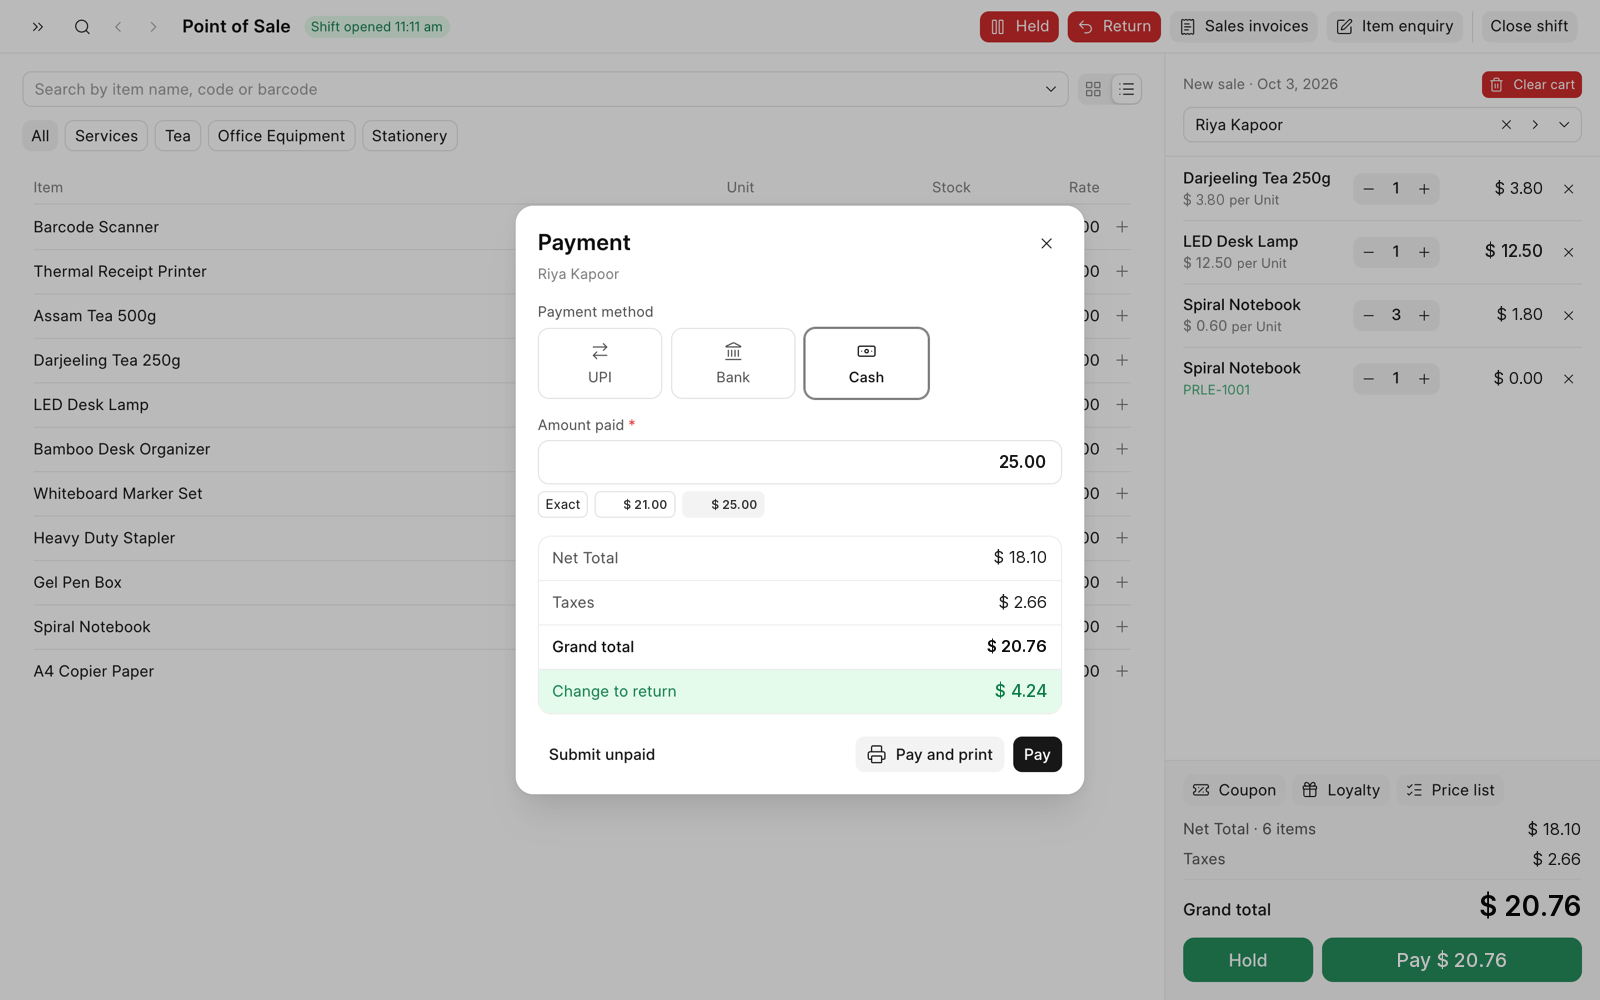 Point of Sale
Shift opened 11:11 am
Held
Return
Sales invoices
Item enquiry
Close shift
Search by item name, code or barcode
All
Services
Tea
Office Equipment
Stationery
Item Unit Stock Rate
Barcode Scanner
Thermal Receipt Printer
Assam Tea 500g
Darjeeling Tea 250g
LED Desk Lamp
Bamboo Desk Organizer
Whiteboard Marker Set
Heavy Duty Stapler
Gel Pen Box
Spiral Notebook
A4 Copier Paper
Payment
Riya Kapoor
Payment method
UPI
Bank
Cash
Amount paid *
25.00
Exact
$ 21.00
$ 25.00
Net Total $ 18.10
Taxes $ 2.66
Grand total $ 20.76
Change to return $ 4.24
Submit unpaid
Pay and print
Pay
New sale · Oct 3, 2026
Clear cart
Riya Kapoor
Darjeeling Tea 250g
$ 3.80 per Unit
1
$ 3.80
LED Desk Lamp
$ 12.50 per Unit
1
$ 12.50
Spiral Notebook
$ 0.60 per Unit
3
$ 1.80
Spiral Notebook
PRLE-1001
1
$ 0.00
Coupon
Loyalty
Price list
Net Total · 6 items $ 18.10
Taxes $ 2.66
Grand total $ 20.76
Hold
Pay $ 20.76